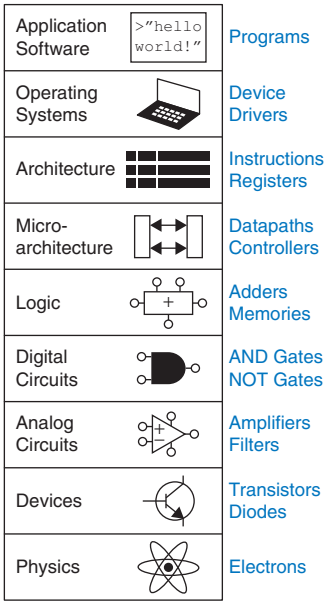 Application
Software
>"hello
world!"
Programs
Operating
Systems
Device
Drivers
Architecture
Instructions
Registers
Micro-
architecture
Datapaths
Controllers
Logic
+
Adders
Memories
Digital
Circuits
AND Gates
NOT Gates
Analog
Circuits
+
−
Amplifiers
Filters
Devices
Transistors
Diodes
Physics
Electrons